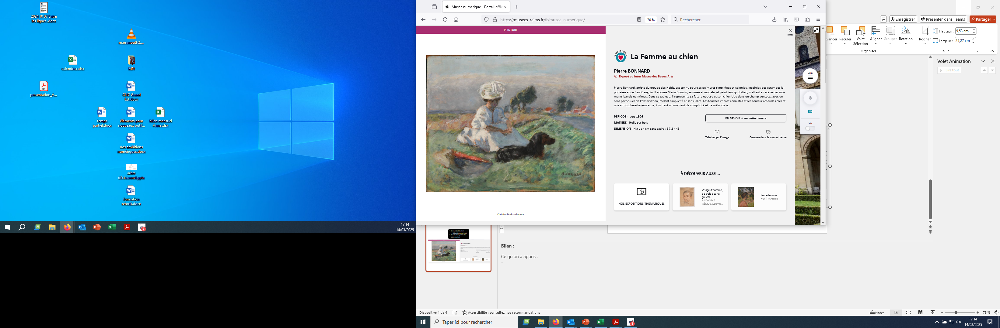 2024 10 07 Entre
les lignes .docx
mammouth2....
calendrier.xlsx
MN
presentation_A...
CLIC Grand
Est.docx
temps
partiel.docx
éléments pour
nouveaux outil...
bilan mensuel
Anna.xlsx
nos ambitions
numériques.docx
arbre
décisionnel.pptx
formation
retorik.docx
17:14
14/03/2025
Musée numérique - Portail offi
https://musees-reims.fr/fr/musee-numerique/
70 %
Rechercher
PEINTURE
FERMER
COUP DE COEUR
La Femme au chien
Pierre BONNARD
Exposé au futur Musée des Beaux-Arts
Pierre Bonnard, artiste du groupe des Nabis, est connu pour ses peintures simplifiées et colorées, inspirées des estampes ja-
ponaises et de Paul Gauguin. Il épouse Maria Boursin, sa muse et modèle, et peint leur quotidien, mettant en scène des mo-
ments banals et intimes. Dans ce tableau, il représente sa future épouse et son chien Ubu dans un champ venteux, avec un
sens particulier de l'observation, mêlant simplicité et sensualité. Les touches impressionnistes et les couleurs chaudes créent
une atmosphère langoureuse, illustrant un moment de complicité et de mélancolie.
PÉRIODE - vers 1906
MATIÈRE - Huile sur bois
DIMENSION - H x L en cm sans cadre : 37,2 x 46
EN SAVOIR + sur cette oeuvre
Télécharger l'image
Oeuvres dans le même thème
À DÉCOUVRIR AUSSI...
NOS EXPOSITIONS THEMATIQUES
Visage d'homme,
de trois-quarts
gauche
ANONYME
RÉMOIS 18ème...
Jeune femme
Henri MARTIN
Bonnard
Christian Devleeschauwer
MENU
SON
Enregistrer
Présenter dans Teams
Partager
Avancer
Reculer
Volet
Sélection
Aligner
Grouper
Rotation
Rogner
Hauteur :
9,53 cm
Largeur :
25,27 cm
Organiser
Taille
Volet Animation
Lire tout
Bilan :
Ce qu'on a appris :
-
Diapositive 4 de 4
Accessibilité : consultez nos recommandations
Notes
75 %
Taper ici pour rechercher
17:14
14/03/2025